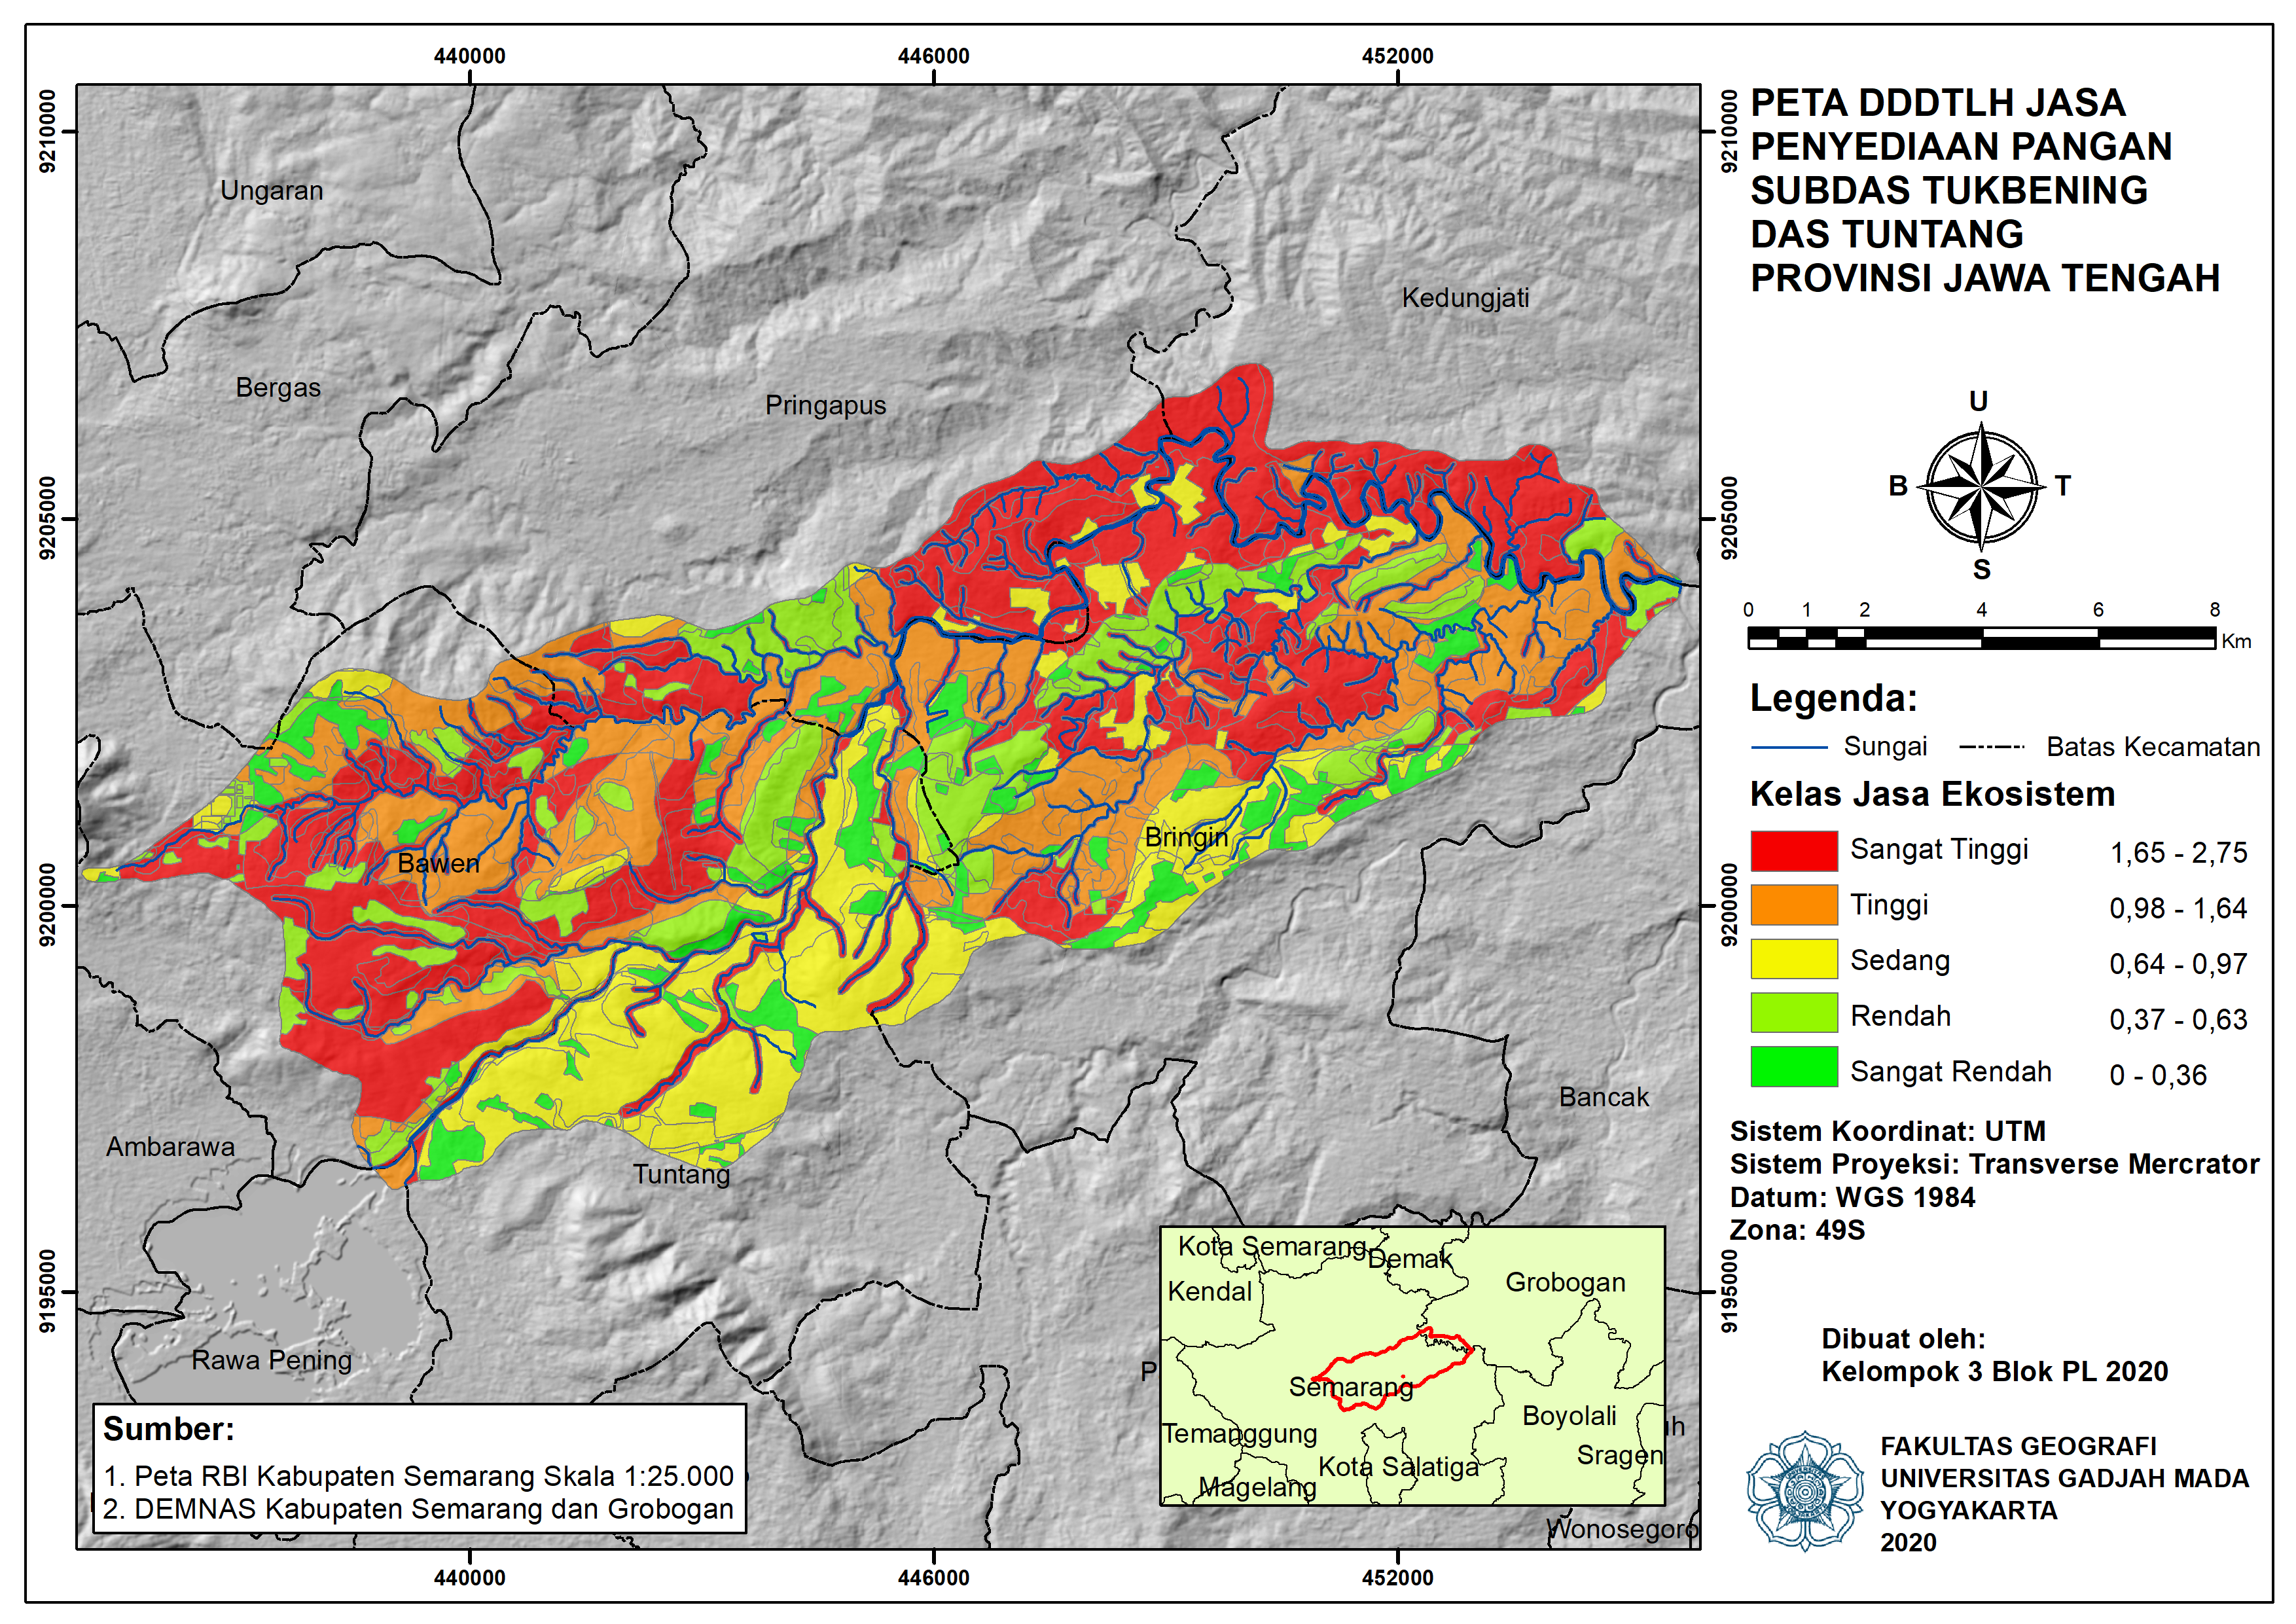 PETA DDDTLH JASA
PENYEDIAAN PANGAN
SUBDAS TUKBENING
DAS TUNTANG
PROVINSI JAWA TENGAH
U
B
T
S
0 1 2 4 6 8
Km
Legenda:
Sungai
Batas Kecamatan
Kelas Jasa Ekosistem
Sangat Tinggi 1,65 - 2,75
Tinggi 0,98 - 1,64
Sedang 0,64 - 0,97
Rendah 0,37 - 0,63
Sangat Rendah 0 - 0,36
Sistem Koordinat: UTM
Sistem Proyeksi: Transverse Mercrator
Datum: WGS 1984
Zona: 49S
Dibuat oleh:
Kelompok 3 Blok PL 2020
FAKULTAS GEOGRAFI
UNIVERSITAS GADJAH MADA
YOGYAKARTA
2020
440000 446000 452000
9210000
9205000
9200000
9195000
9210000
9205000
9200000
9195000
440000 446000 452000
Ungaran
Kedungjati
Bergas
Pringapus
Bringin
Bawen
Bancak
Ambarawa
Tuntang
Rawa Pening
P
Wonosegoro
Sumber:
1. Peta RBI Kabupaten Semarang Skala 1:25.000
2. DEMNAS Kabupaten Semarang dan Grobogan
Kota Semarang
Demak
Kendal
Grobogan
Semarang
Boyolali
Temanggung
Kota Salatiga
Sragen
Magelang